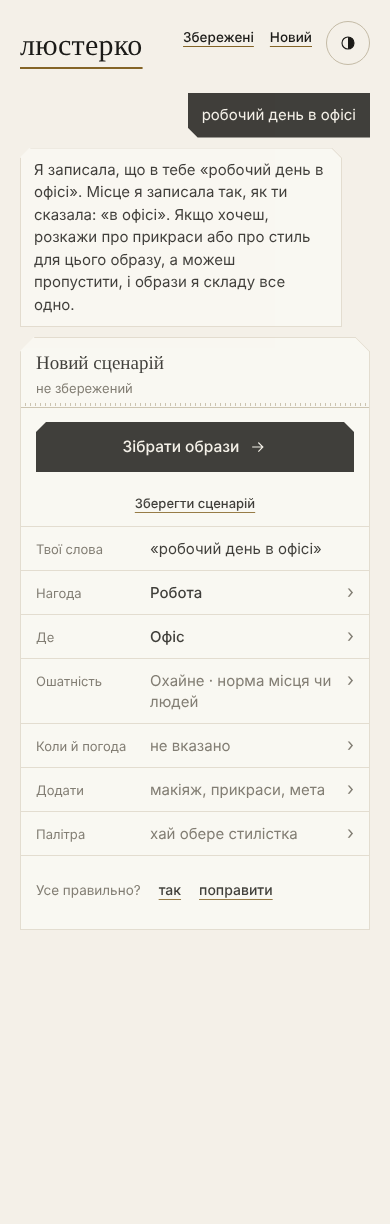 люстерко
Збережені Новий
робочий день в офісі
Я записала, що в тебе «робочий день в
офісі». Місце я записала так, як ти
сказала: «в офісі». Якщо хочеш,
розкажи про прикраси або про стиль
для цього образу, а можеш
пропустити, і образи я складу все
одно.
Новий сценарій
не збережений
Зібрати образи →
Зберегти сценарій
Твої слова «робочий день в офісі»
Нагода Робота
Де Офіс
Ошатність Охайне · норма місця чи
людей
Коли й погода не вказано
Додати макіяж, прикраси, мета
Палітра хай обере стилістка
Усе правильно? так поправити